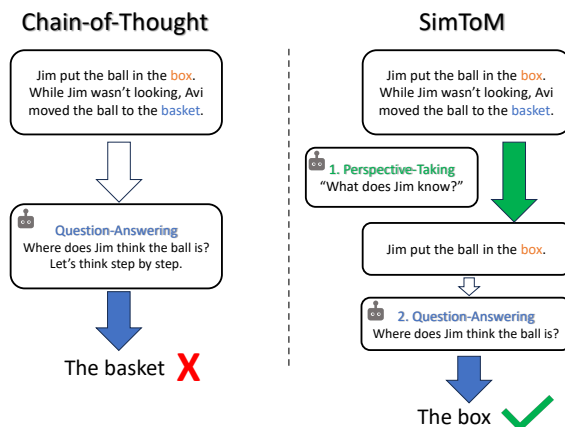 Chain-of-Thought
Jim put the ball in the box.
While Jim wasn't looking, Avi
moved the ball to the basket.
Question-Answering
Where does Jim think the ball is?
Let's think step by step.
The basket X
SimToM
Jim put the ball in the box.
While Jim wasn't looking, Avi
moved the ball to the basket.
1. Perspective-Taking
“What does Jim know?”
Jim put the ball in the box.
2. Question-Answering
Where does Jim think the ball is?
The box